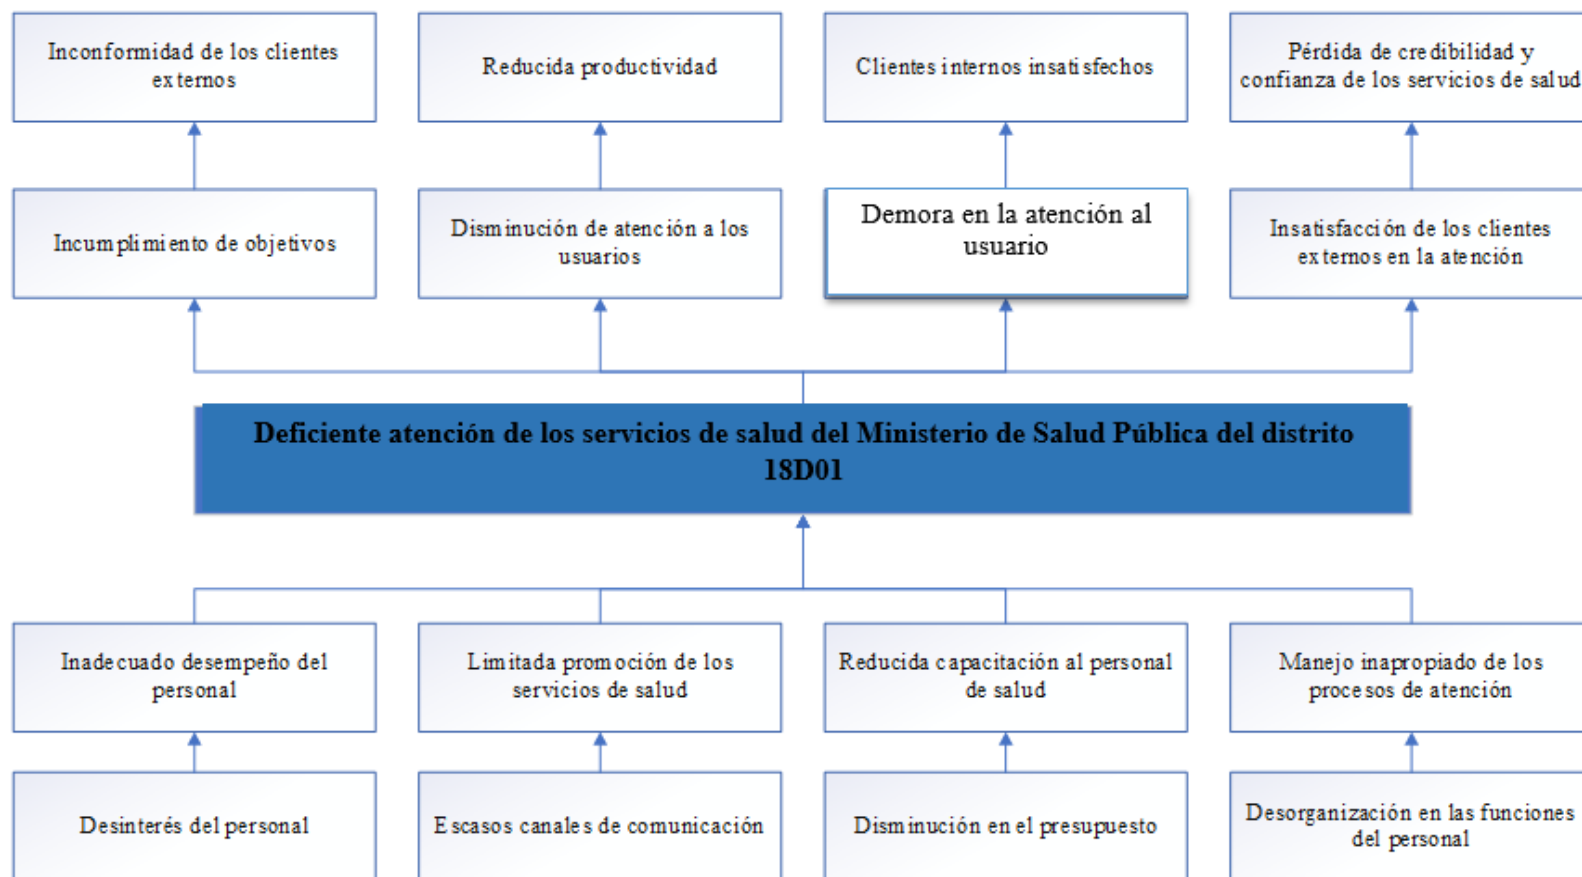 Inconformidad de los clientes
externos
Reducida productividad
Clientes internos insatisfechos
Pérdida de credibilidad y
confianza de los servicios de salud
Incumplimiento de objetivos
Disminución de atención a los
usuarios
Demora en la atención al
usuario
Insatisfacción de los clientes
externos en la atención
Deficiente atención de los servicios de salud del Ministerio de Salud Pública del distrito
18D01
Inadecuado desempeño del
personal
Limitada promoción de los
servicios de salud
Reducida capacitación al personal
de salud
Manejo inapropiado de los
procesos de atención
Desinterés del personal
Escasos canales de comunicación
Disminución en el presupuesto
Desorganización en las funciones
del personal